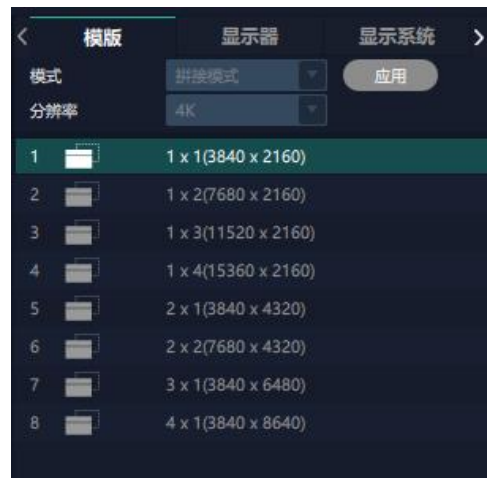 模版 显示器 显示系统
模式 拼接模式 应用
分辨率 4K
1 1 x 1(3840 x 2160)
2 1 x 2(7680 x 2160)
3 1 x 3(11520 x 2160)
4 1 x 4(15360 x 2160)
5 2 x 1(3840 x 4320)
6 2 x 2(7680 x 4320)
7 3 x 1(3840 x 6480)
8 4 x 1(3840 x 8640)